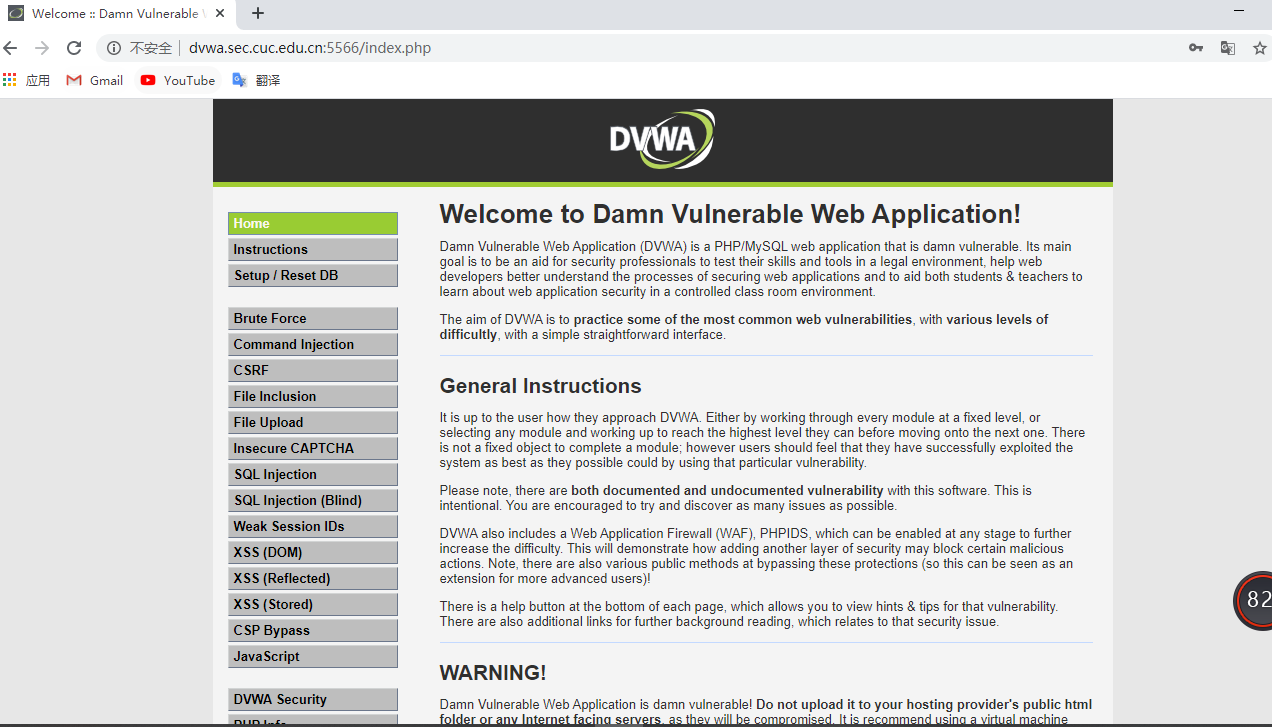 Welcome :: Damn Vulnerable
不安全 dvwa.sec.cuc.edu.cn:5566/index.php
应用 Gmail YouTube 翻译
DVWA
Home
Instructions
Setup / Reset DB
Brute Force
Command Injection
CSRF
File Inclusion
File Upload
Insecure CAPTCHA
SQL Injection
SQL Injection (Blind)
Weak Session IDs
XSS (DOM)
XSS (Reflected)
XSS (Stored)
CSP Bypass
JavaScript
DVWA Security
PHP Info
Welcome to Damn Vulnerable Web Application!
Damn Vulnerable Web Application (DVWA) is a PHP/MySQL web application that is damn vulnerable. Its main
goal is to be an aid for security professionals to test their skills and tools in a legal environment, help web
developers better understand the processes of securing web applications and to aid both students & teachers to
learn about web application security in a controlled class room environment.
The aim of DVWA is to practice some of the most common web vulnerabilities, with various levels of
difficultly, with a simple straightforward interface.
General Instructions
It is up to the user how they approach DVWA. Either by working through every module at a fixed level, or
selecting any module and working up to reach the highest level they can before moving onto the next one. There
is not a fixed object to complete a module; however users should feel that they have successfully exploited the
system as best as they possible could by using that particular vulnerability.
Please note, there are both documented and undocumented vulnerability with this software. This is
intentional. You are encouraged to try and discover as many issues as possible.
DVWA also includes a Web Application Firewall (WAF), PHPIDS, which can be enabled at any stage to further
increase the difficulty. This will demonstrate how adding another layer of security may block certain malicious
actions. Note, there are also various public methods at bypassing these protections (so this can be seen as an
extension for more advanced users)!
There is a help button at the bottom of each page, which allows you to view hints & tips for that vulnerability.
There are also additional links for further background reading, which relates to that security issue.
WARNING!
Damn Vulnerable Web Application is damn vulnerable! Do not upload it to your hosting provider's public html
folder or any Internet facing servers, as they will be compromised. It is recommend using a virtual machine
82